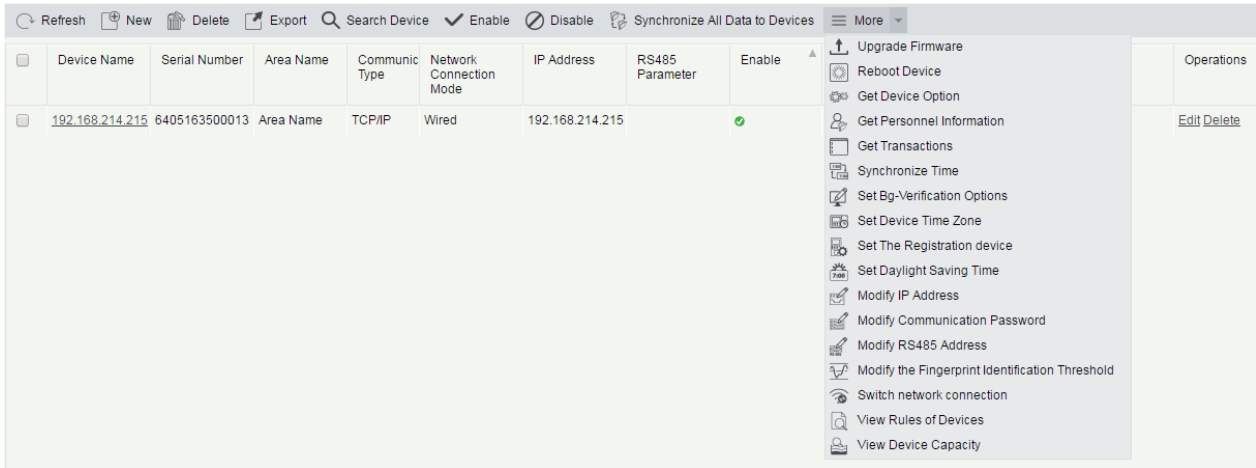 Refresh New Delete Export Search Device Enable Disable Synchronize All Data to Devices More
Device Name Serial Number Area Name Communic Network IP Address RS485 Enable Operations
Type Connection Parameter
Mode
192.168.214.215 6405163500013 Area Name TCP/IP Wired 192.168.214.215 Edit Delete
Upgrade Firmware
Reboot Device
Get Device Option
Get Personnel Information
Get Transactions
Synchronize Time
Set Bg-Verification Options
Set Device Time Zone
Set The Registration device
Set Daylight Saving Time
Modify IP Address
Modify Communication Password
Modify RS485 Address
Modify the Fingerprint Identification Threshold
Switch network connection
View Rules of Devices
View Device Capacity